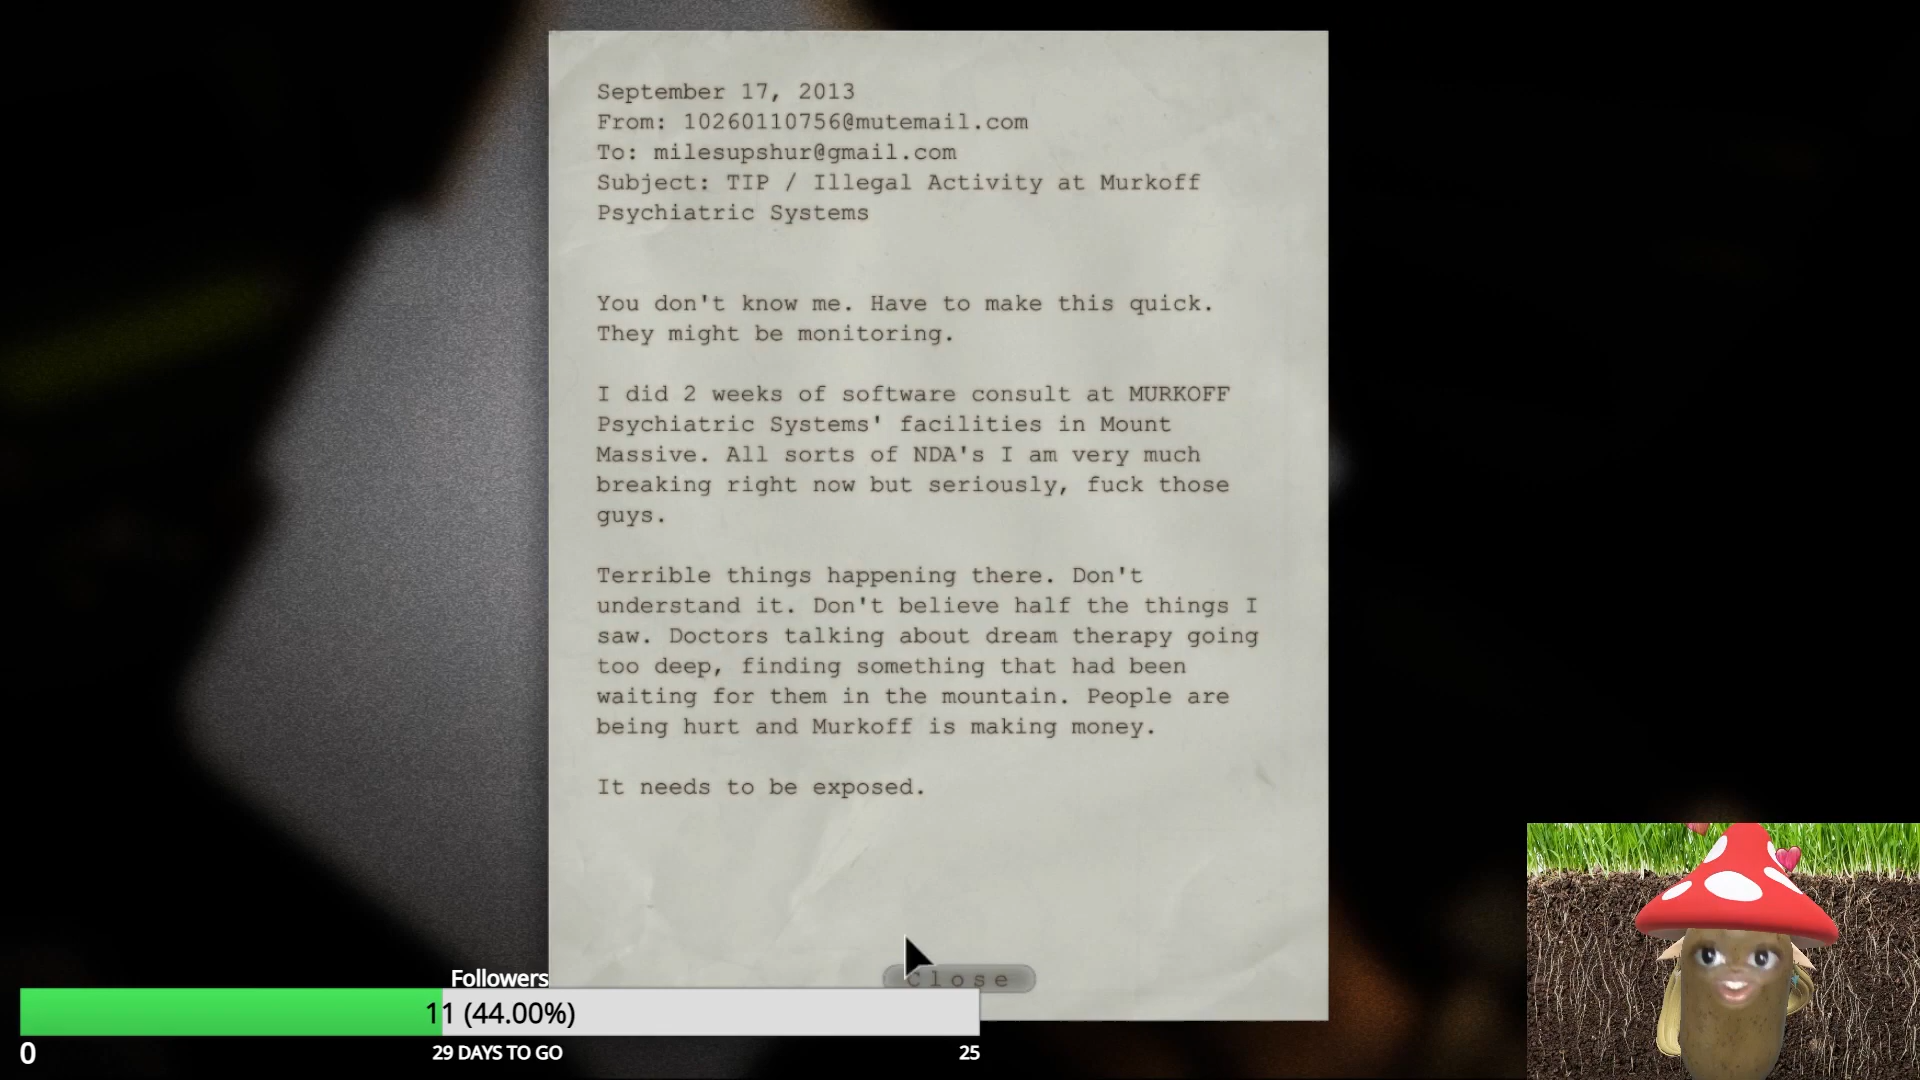 September 17, 2013
From: 10260110756@mutemail.com
To: milesupshur@gmail.com
Subject: TIP / Illegal Activity at Murkoff
Psychiatric Systems
You don't know me. Have to make this quick.
They might be monitoring.
I did 2 weeks of software consult at MURKOFF
Psychiatric Systems' facilities in Mount
Massive. All sorts of NDA's I am very much
breaking right now but seriously, fuck those
guys.
Terrible things happening there. Don't
understand it. Don't believe half the things I
saw. Doctors talking about dream therapy going
too deep, finding something that had been
waiting for them in the mountain. People are
being hurt and Murkoff is making money.
It needs to be exposed.
Close
Followers
11 (44.00%)
0
29 DAYS TO GO
25